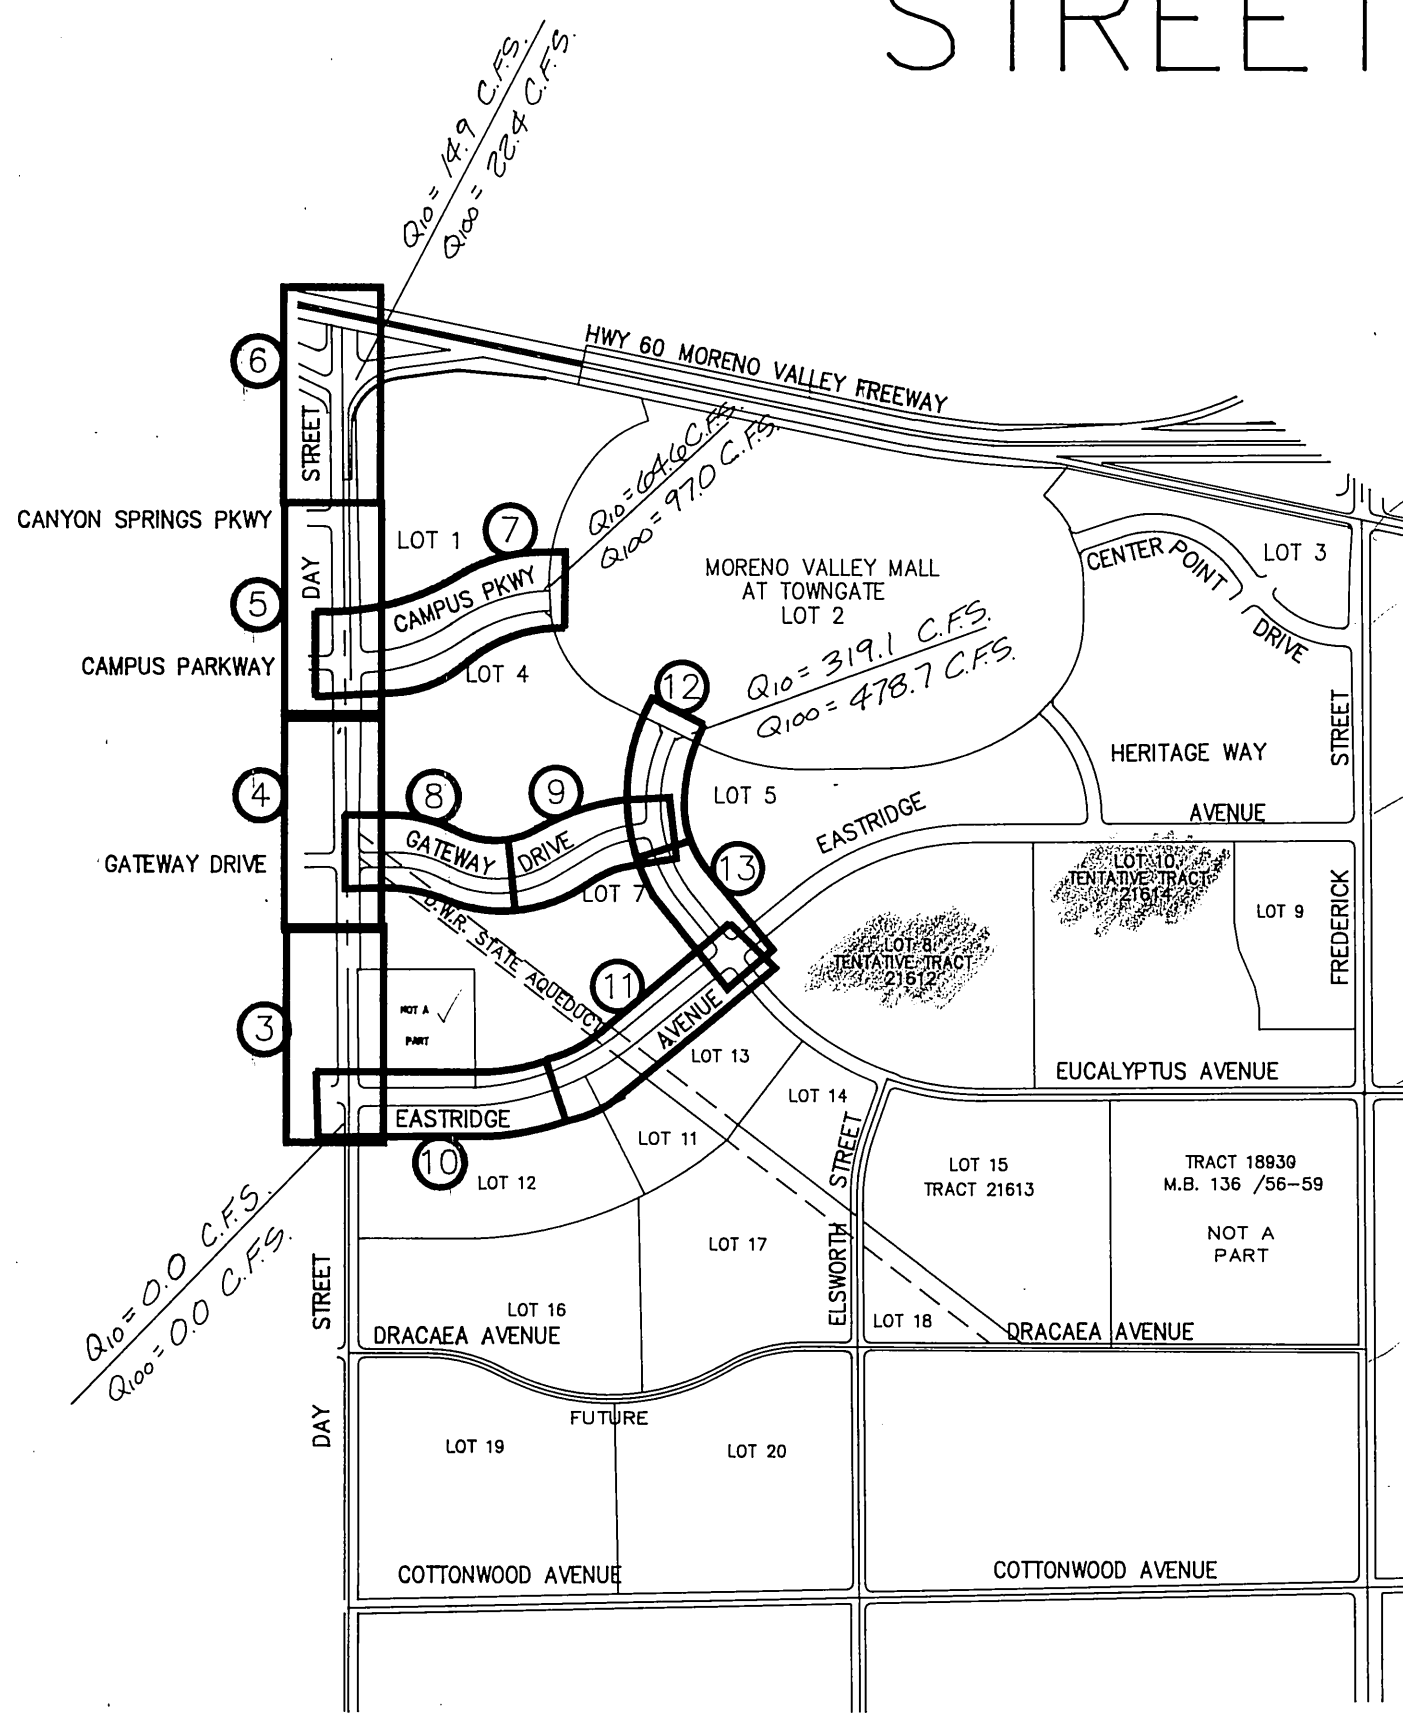 STREET
Q10 = 14.9 C.F.S.
Q100 = 22.4 C.F.S.
6
HWY 60 MORENO VALLEY FREEWAY
STREET
Q10 = 64.6 C.F.S.
Q100 = 97.0 C.F.S.
CANYON SPRINGS PKWY
LOT 1
7
CENTER POINT
DRIVE
LOT 3
DAY
5
CAMPUS PKWY
MORENO VALLEY MALL
AT TOWNGATE
LOT 2
Q10 = 319.1 C.F.S.
Q100 = 478.7 C.F.S.
CAMPUS PARKWAY
LOT 4
12
STREET
HERITAGE WAY
4
8
9
LOT 5
EASTRIDGE
AVENUE
GATEWAY DRIVE
GATEWAY
DRIVE
13
LOT 10
TENTATIVE TRACT
21614
LOT 7
LOT 9
FREDERICK
D.W.R. STATE AQUEDUCT
LOT 8
TENTATIVE TRACT
21612
11
3
NOT A
PART
AVENUE
LOT 13
EUCALYPTUS AVENUE
EASTRIDGE
LOT 14
10
LOT 11
STREET
LOT 12
LOT 15
TRACT 21613
TRACT 18930
M.B. 136 /56-59
NOT A
PART
Q10 = 0.0 C.F.S.
Q100 = 0.0 C.F.S.
LOT 17
ELSWORTH
STREET
LOT 16
LOT 18
DRACAEA AVENUE
DRACAEA AVENUE
DAY
FUTURE
LOT 19
LOT 20
COTTONWOOD AVENUE
COTTONWOOD AVENUE